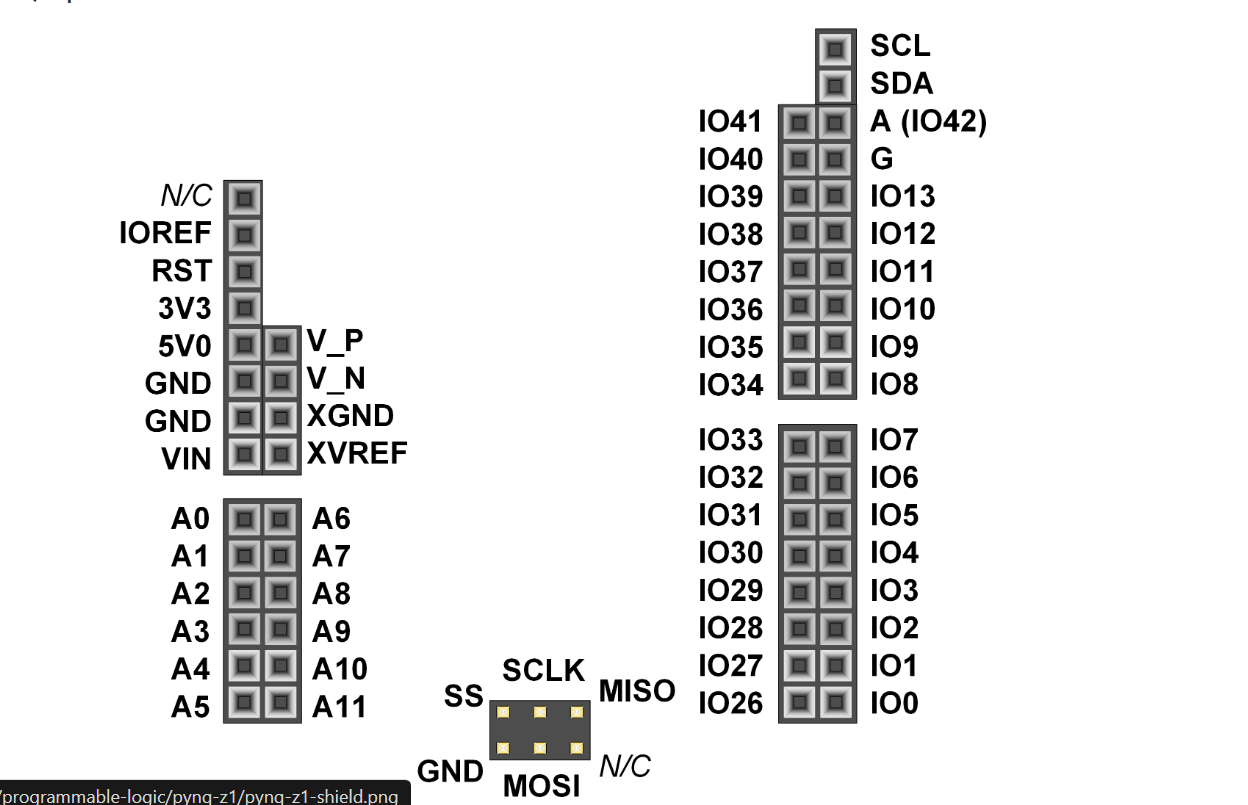 SCL
SDA
IO41 A (IO42)
IO40 G
IO39 IO13
IO38 IO12
IO37 IO11
IO36 IO10
IO35 IO9
IO34 IO8
N/C
IOREF
RST
3V3
5V0 V_P
GND V_N
GND XGND
VIN XVREF
IO33 IO7
IO32 IO6
IO31 IO5
IO30 IO4
IO29 IO3
IO28 IO2
IO27 IO1
IO26 IO0
A0 A6
A1 A7
A2 A8
A3 A9
A4 A10
A5 A11
SCLK
SS MISO
GND N/C
MOSI
/programmable-logic/pynq-z1/pynq-z1-shield.png